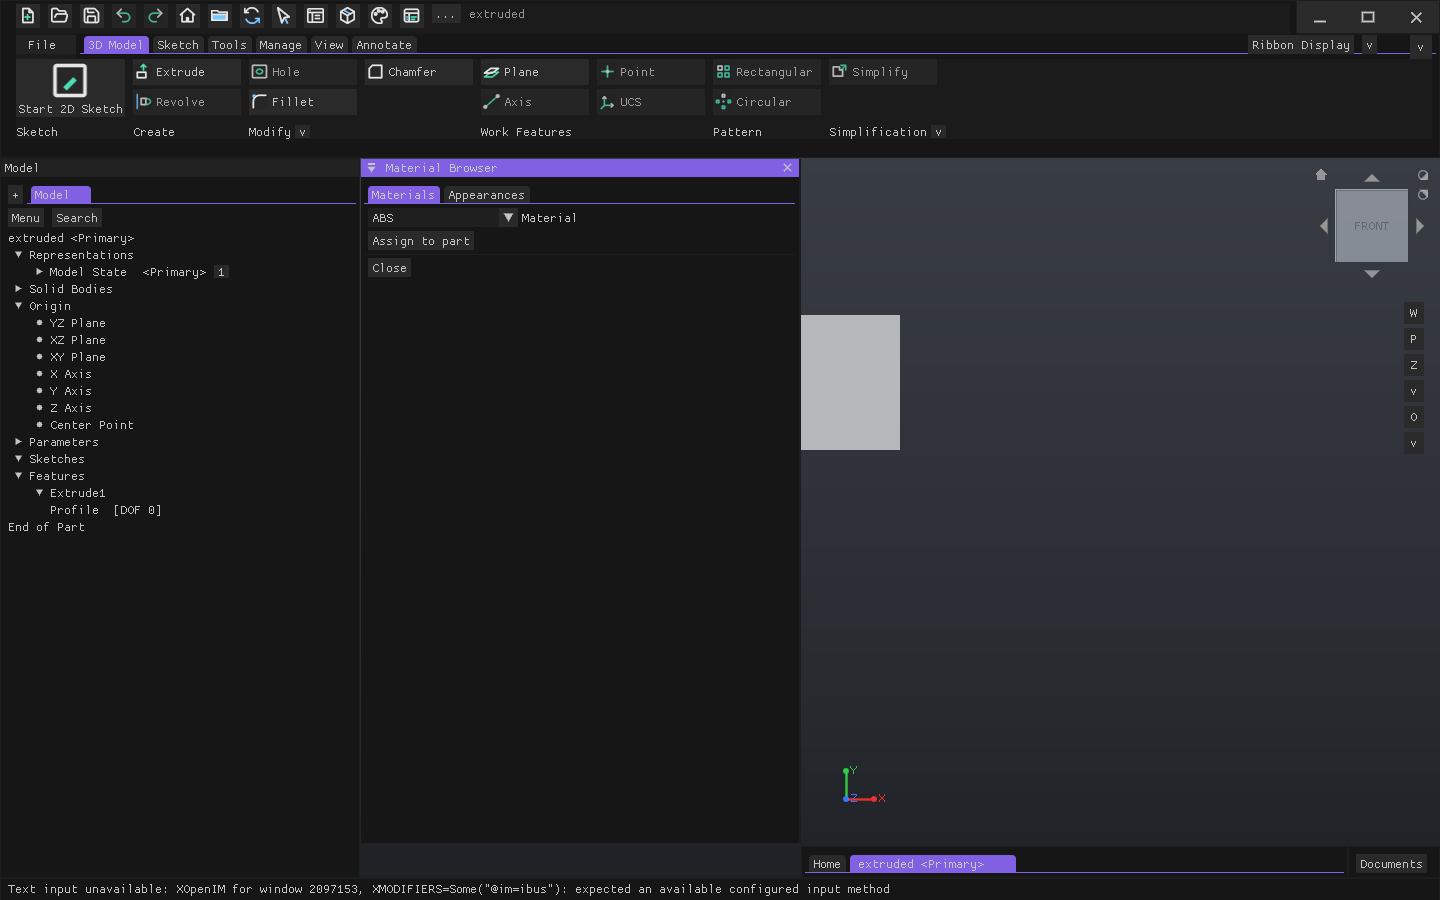 ... extruded
File 3D Model Sketch Tools Manage View Annotate Ribbon Display v v
Start 2D Sketch
Extrude Hole Chamfer Plane Point Rectangular Simplify
Revolve Fillet Axis UCS Circular
Sketch Create Modify v Work Features Pattern Simplification v
Model
+ Model
Menu Search
extruded <Primary>
Representations
Model State <Primary> 1
Solid Bodies
Origin
YZ Plane
XZ Plane
XY Plane
X Axis
Y Axis
Z Axis
Center Point
Parameters
Sketches
Features
Extrude1
Profile [DOF 0]
End of Part
Material Browser
Materials Appearances
ABS Material
Assign to part
Close
FRONT
W
P
Z
v
O
v
Y
Z X
Home extruded <Primary> Documents
Text input unavailable: XOpenIM for window 2097153, XMODIFIERS=Some("@im=ibus"): expected an available configured input method